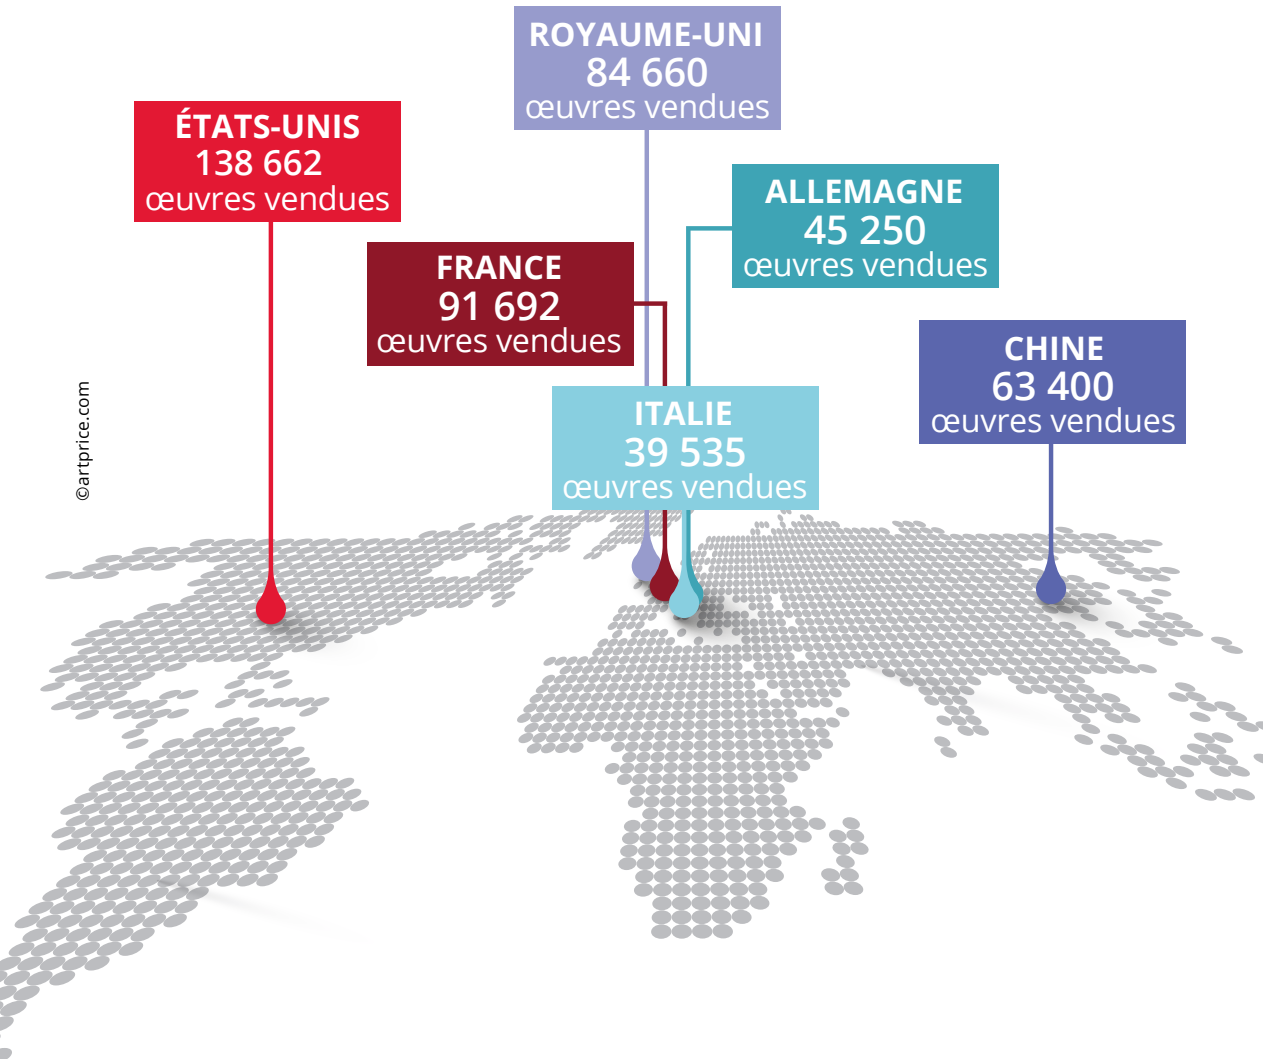 ROYAUME-UNI
84 660
œuvres vendues
ÉTATS-UNIS
138 662
œuvres vendues
ALLEMAGNE
45 250
œuvres vendues
FRANCE
91 692
œuvres vendues
CHINE
63 400
œuvres vendues
ITALIE
39 535
œuvres vendues
©artprice.com